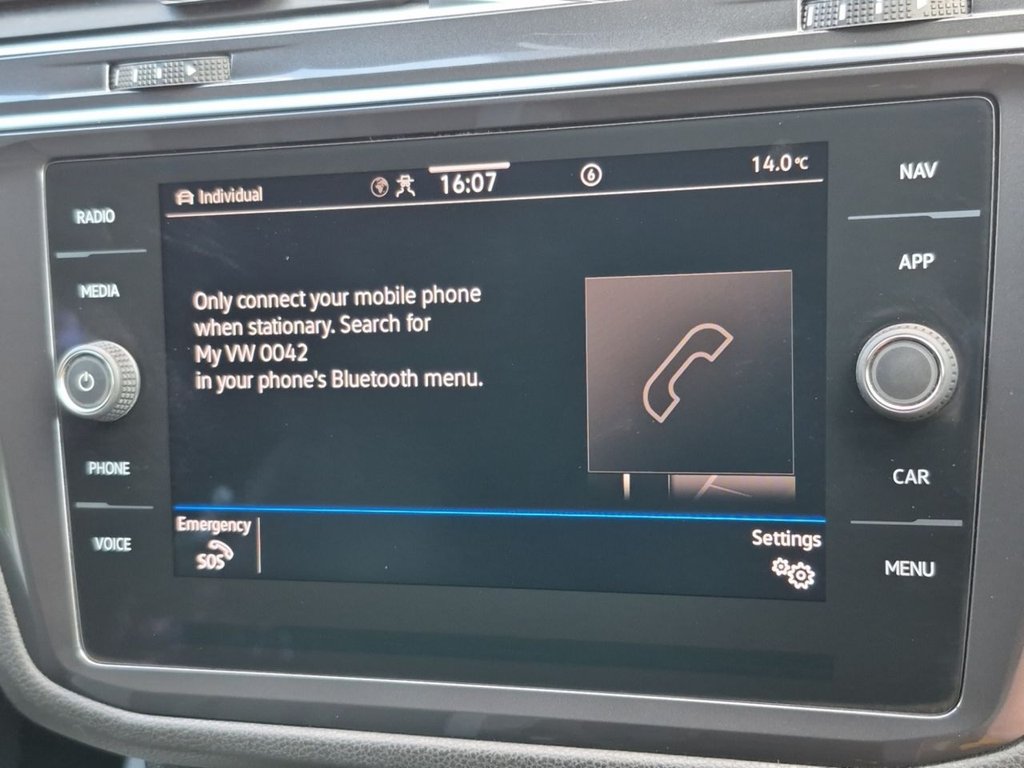 Individual 16:07 6 14.0°C
RADIO
MEDIA
PHONE
VOICE
Only connect your mobile phone
when stationary. Search for
My VW 0042
in your phone's Bluetooth menu.
Emergency
SOS
Settings
NAV
APP
CAR
MENU